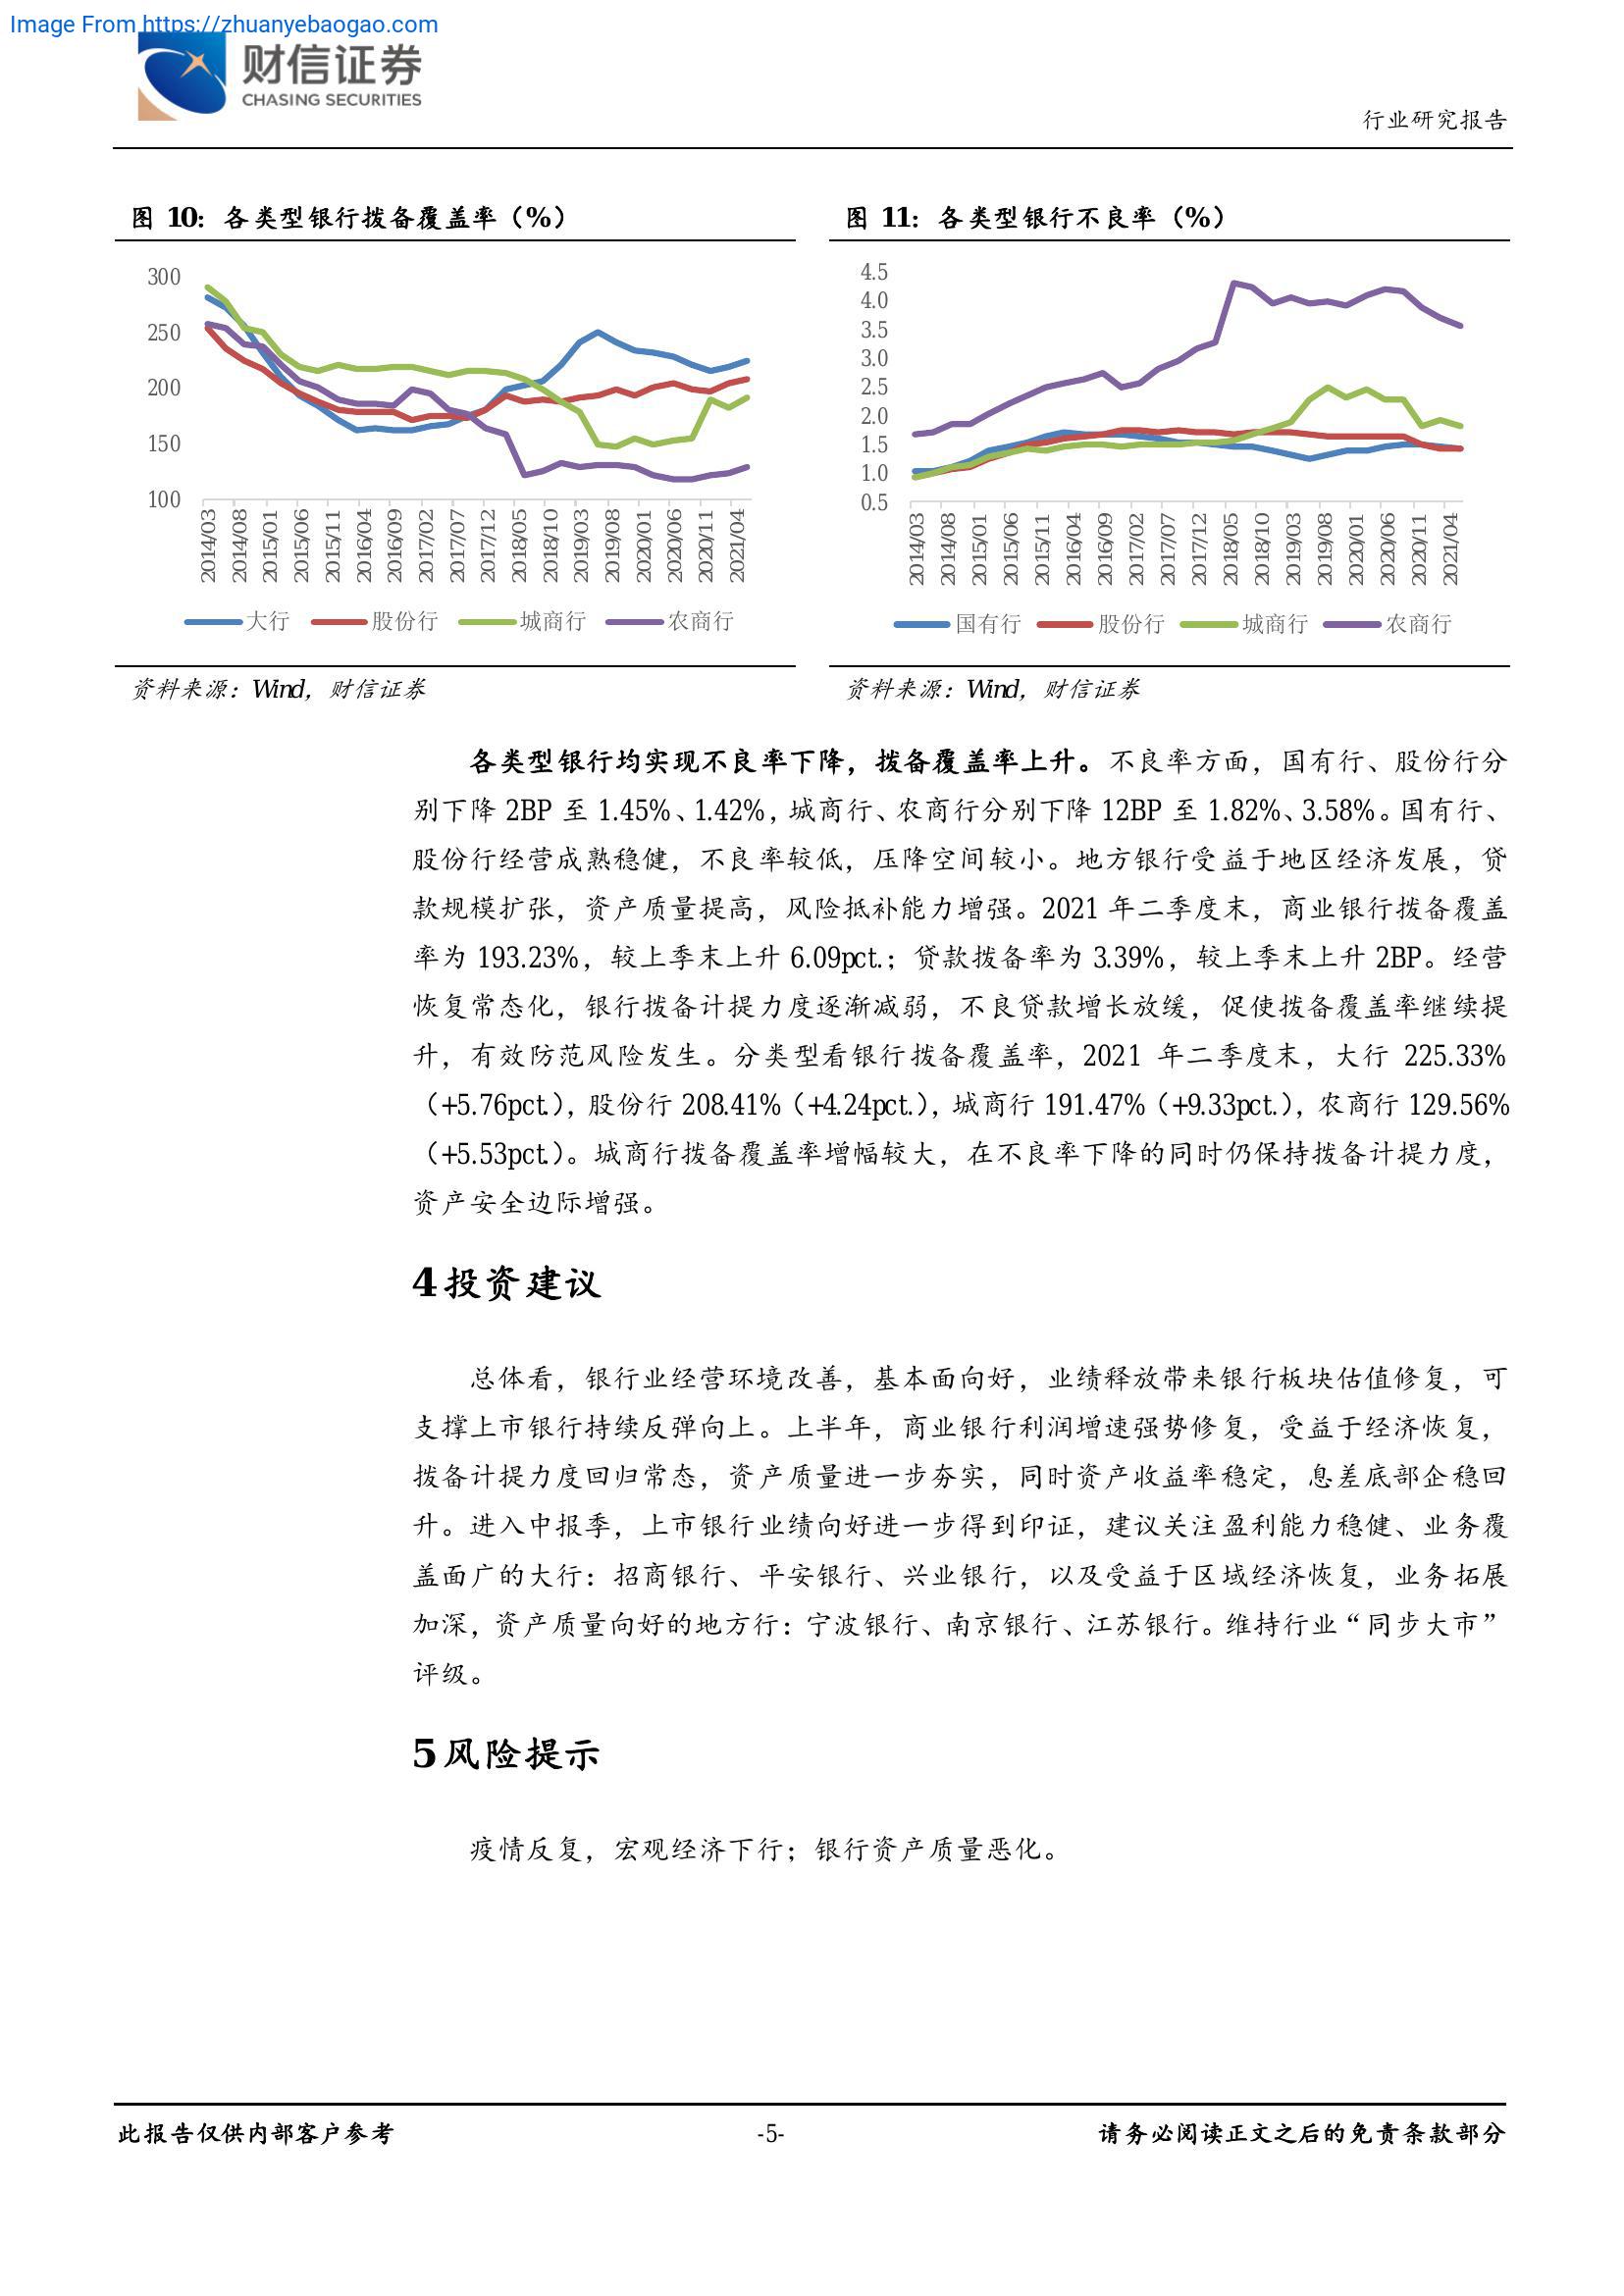 Image From https://zhuanyebaogao.com
财信证券
CHASING SECURITIES
行业研究报告
图 10：各类型银行拨备覆盖率（%）
300
250
200
150
100
2014/03 2014/08 2015/01 2015/06 2015/11 2016/04 2016/09 2017/02 2017/07 2017/12 2018/05 2018/10 2019/03 2019/08 2020/01 2020/06 2020/11 2021/04
大行 股份行 城商行 农商行
资料来源：Wind，财信证券
图 11：各类型银行不良率（%）
4.5
4.0
3.5
3.0
2.5
2.0
1.5
1.0
0.5
2014/03 2014/08 2015/01 2015/06 2015/11 2016/04 2016/09 2017/02 2017/07 2017/12 2018/05 2018/10 2019/03 2019/08 2020/01 2020/06 2020/11 2021/04
国有行 股份行 城商行 农商行
资料来源：Wind，财信证券
各类型银行均实现不良率下降，拨备覆盖率上升。不良率方面，国有行、股份行分
别下降 2BP 至 1.45%、1.42%，城商行、农商行分别下降 12BP 至 1.82%、3.58%。国有行、
股份行经营成熟稳健，不良率较低，压降空间较小。地方银行受益于地区经济发展，贷
款规模扩张，资产质量提高，风险抵补能力增强。2021 年二季度末，商业银行拨备覆盖
率为 193.23%，较上季末上升 6.09pct.；贷款拨备率为 3.39%，较上季末上升 2BP。经营
恢复常态化，银行拨备计提力度逐渐减弱，不良贷款增长放缓，促使拨备覆盖率继续提
升，有效防范风险发生。分类型看银行拨备覆盖率，2021 年二季度末，大行 225.33%
（+5.76pct.），股份行 208.41%（+4.24pct.），城商行 191.47%（+9.33pct.），农商行 129.56%
（+5.53pct.）。城商行拨备覆盖率增幅较大，在不良率下降的同时仍保持拨备计提力度，
资产安全边际增强。
4 投资建议
总体看，银行业经营环境改善，基本面向好，业绩释放带来银行板块估值修复，可
支撑上市银行持续反弹向上。上半年，商业银行利润增速强势修复，受益于经济恢复，
拨备计提力度回归常态，资产质量进一步夯实，同时资产收益率稳定，息差底部企稳回
升。进入中报季，上市银行业绩向好进一步得到印证，建议关注盈利能力稳健、业务覆
盖面广的大行：招商银行、平安银行、兴业银行，以及受益于区域经济恢复，业务拓展
加深，资产质量向好的地方行：宁波银行、南京银行、江苏银行。维持行业“同步大市”
评级。
5 风险提示
疫情反复，宏观经济下行；银行资产质量恶化。
此报告仅供内部客户参考
-5-
请务必阅读正文之后的免责条款部分